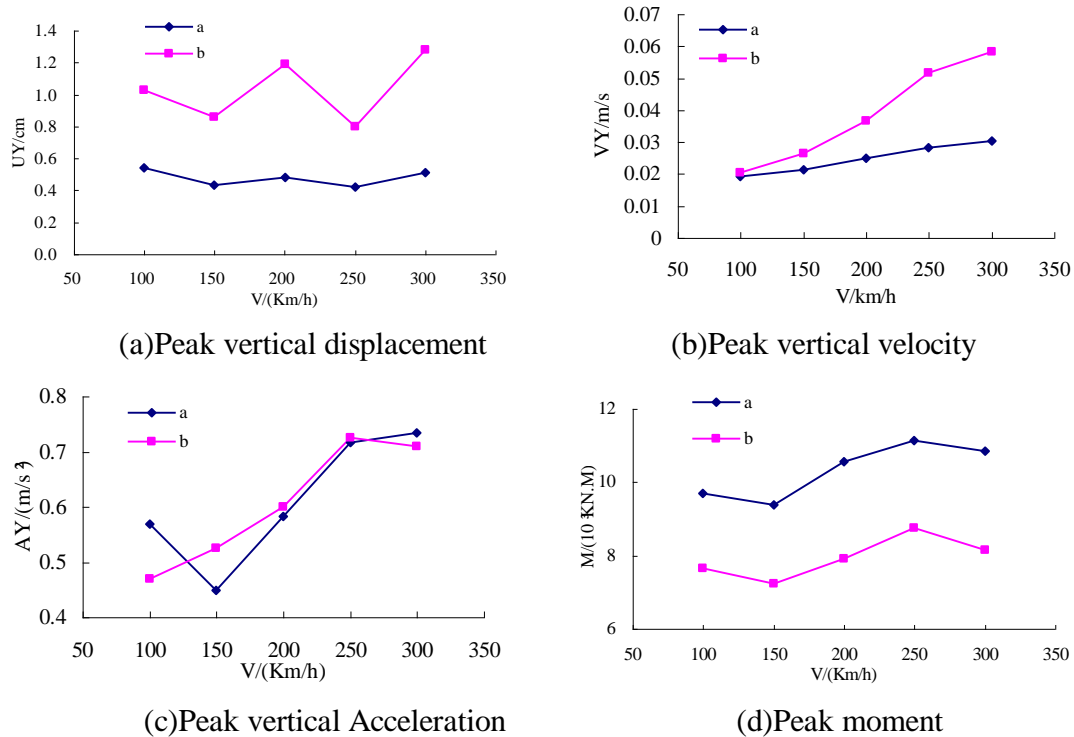 a
b
UY/cm
1.4
1.2
1.0
0.8
0.6
0.4
0.2
0.0
50 100 150 200 250 300 350
V/(Km/h)
(a)Peak vertical displacement
a
b
VY/m/s
0.07
0.06
0.05
0.04
0.03
0.02
0.01
0
50 100 150 200 250 300 350
V/km/h
(b)Peak vertical velocity
a
b
AY/(m/s²)
0.8
0.7
0.6
0.5
0.4
50 100 150 200 250 300 350
V/(Km/h)
(c)Peak vertical Acceleration
a
b
12
10
8
6
50 100 150 200 250 300 350
V/(Km/h)
(d)Peak moment